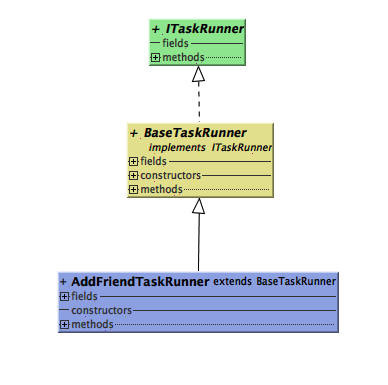 + ITaskRunner
fields
methods
+ BaseTaskRunner
implements ITaskRunner
fields
constructors
methods
+ AddFriendTaskRunner extends BaseTaskRunner
fields
constructors
methods